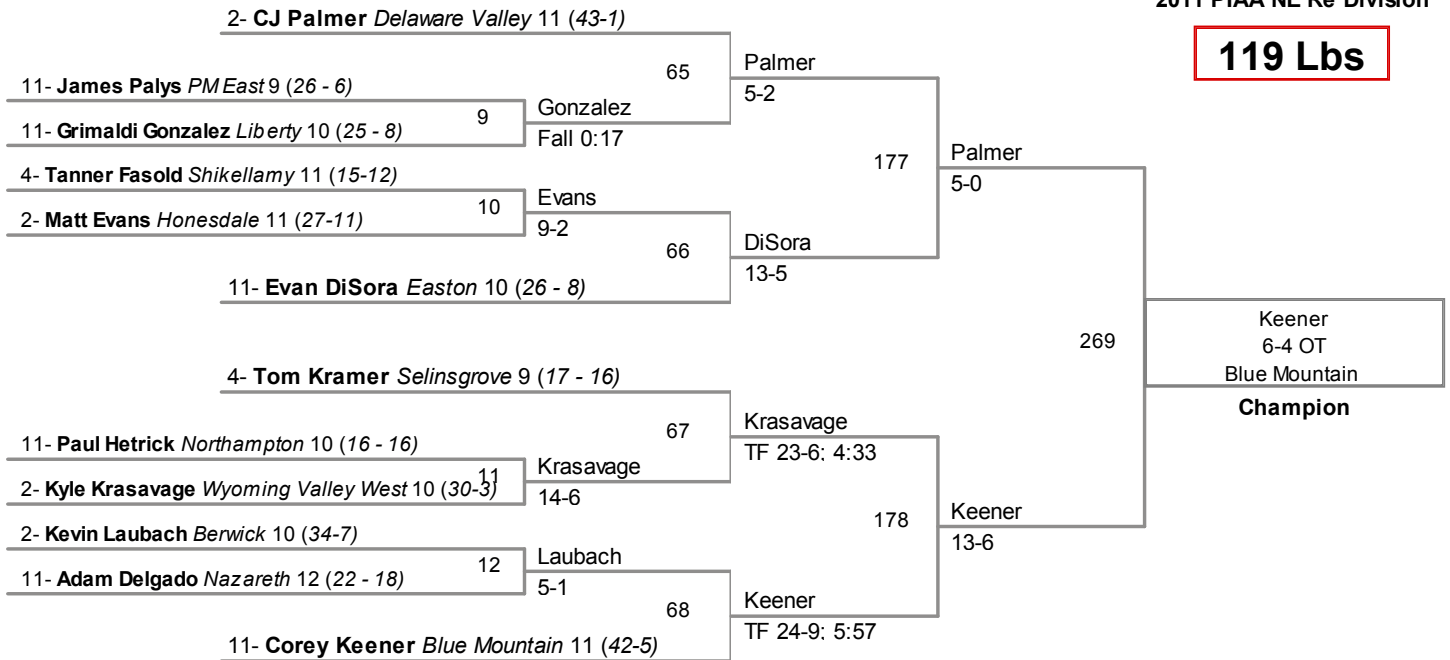 2011 PIAA NE Re Division
119 Lbs
2- CJ Palmer Delaware Valley 11 (43-1)
65
Palmer
5-2
11- James Palys PM East 9 (26 - 6)
9
Gonzalez
Fall 0:17
11- Grimaldi Gonzalez Liberty 10 (25 - 8)
177
Palmer
5-0
4- Tanner Fasold Shikellamy 11 (15-12)
10
Evans
9-2
2- Matt Evans Honesdale 11 (27-11)
66
DiSora
13-5
11- Evan DiSora Easton 10 (26 - 8)
269
Keener
6-4 OT
Blue Mountain
Champion
4- Tom Kramer Selinsgrove 9 (17 - 16)
67
Krasavage
TF 23-6; 4:33
11- Paul Hetrick Northampton 10 (16 - 16)
11
Krasavage
14-6
2- Kyle Krasavage Wyoming Valley West 10 (30-3)
178
Keener
13-6
2- Kevin Laubach Berwick 10 (34-7)
12
Laubach
5-1
11- Adam Delgado Nazareth 12 (22 - 18)
68
Keener
TF 24-9; 5:57
11- Corey Keener Blue Mountain 11 (42-5)